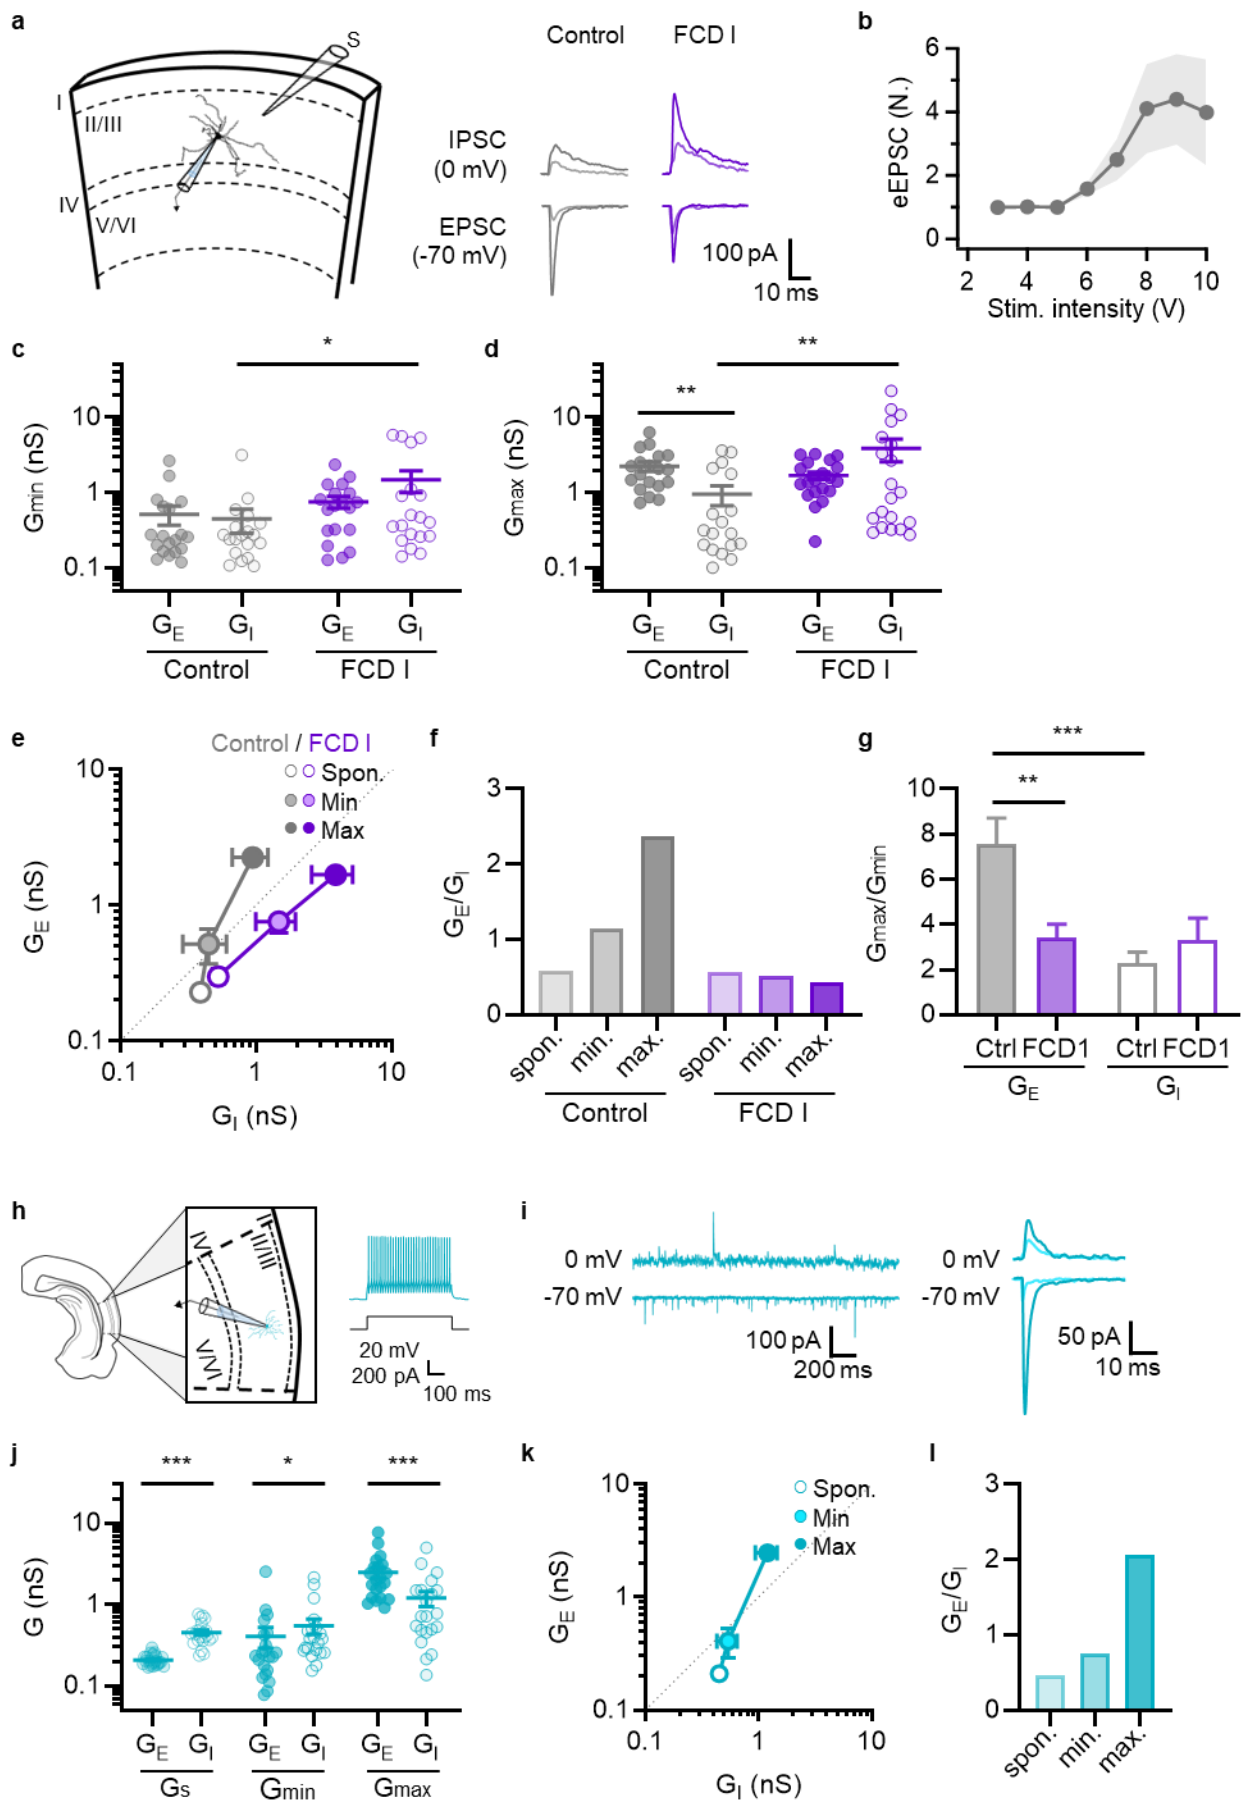 a
S
I
II/III
IV
V/VI
Control
FCD I
IPSC
(0 mV)
EPSC
(-70 mV)
100 pA
10 ms
b
eEPSC (N.)
6
4
2
0
2 4 6 8 10
Stim. intensity (V)
c
*
Gmin (nS)
10
1
0.1
GE GI GE GI
Control FCD I
d
**
**
Gmax (nS)
10
1
0.1
GE GI GE GI
Control FCD I
e
Control / FCD I
Spon.
Min
Max
GE (nS)
10
1
0.1
0.1 1 10
GI (nS)
f
GE/GI
3
2
1
0
spon. min. max. spon. min. max.
Control FCD I
g
***
**
Gmax/Gmin
10
8
6
4
2
0
Ctrl FCD1 Ctrl FCD1
GE GI
h
I
II/III
IV
V/VI
20 mV
200 pA
100 ms
i
0 mV
-70 mV
100 pA
200 ms
0 mV
-70 mV
50 pA
10 ms
j
*** * ***
G (nS)
10
1
0.1
GE GI GE GI GE GI
Gs Gmin Gmax
k
Spon.
Min
Max
GE (nS)
10
1
0.1
0.1 1 10
GI (nS)
l
GE/GI
3
2
1
0
spon. min. max.